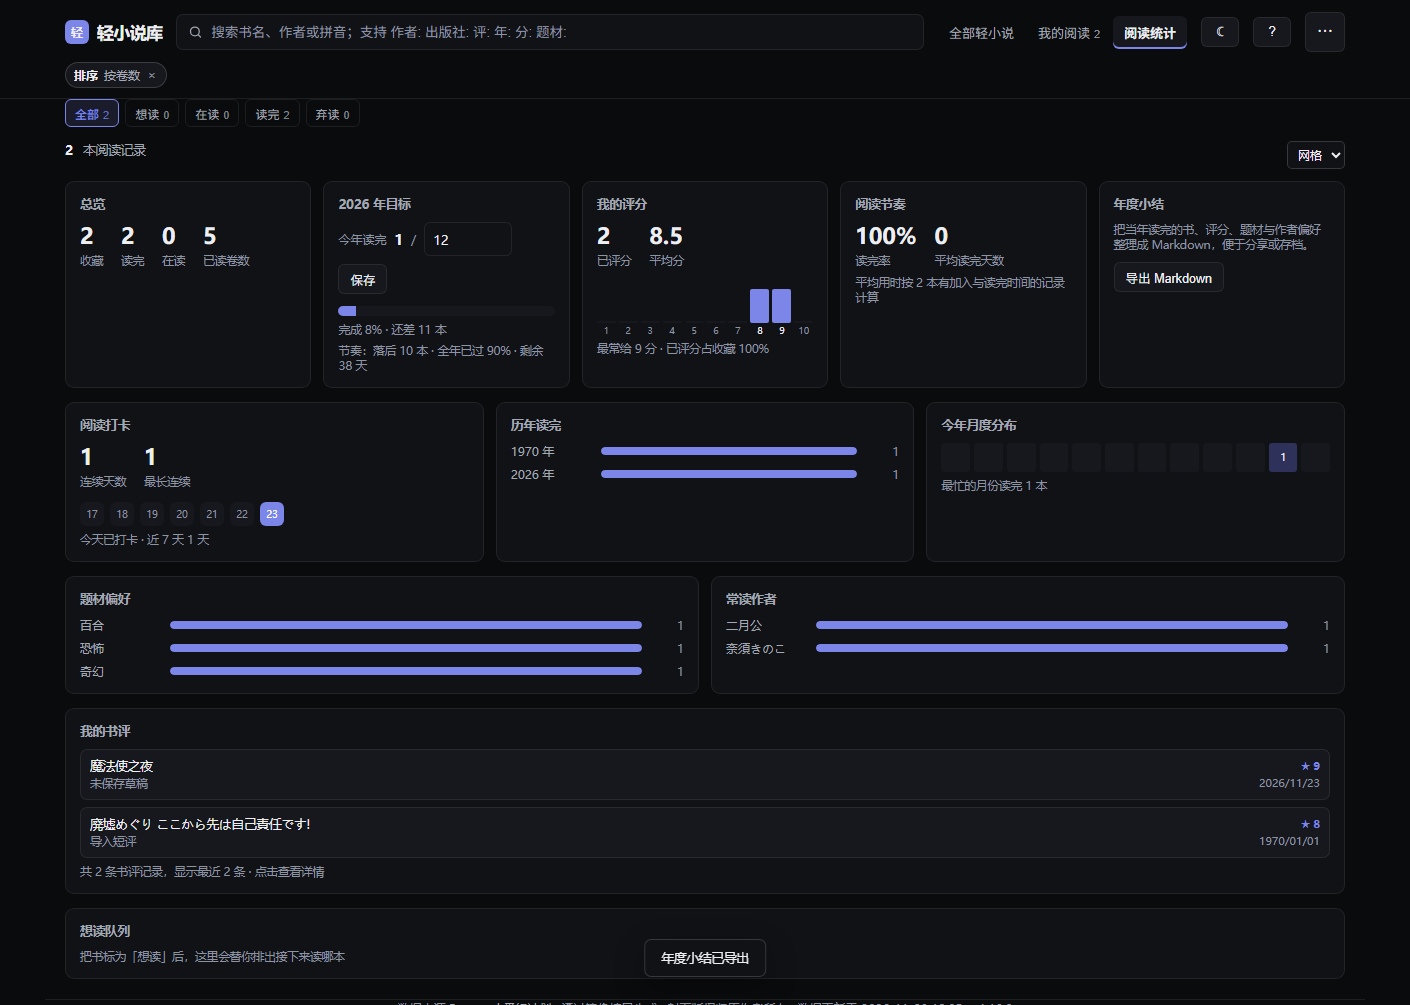 轻 轻小说库
搜索书名、作者或拼音；支持 作者: 出版社: 评: 年: 分: 题材:
全部轻小说 我的阅读 2 阅读统计 ☾ ? ...
排序 按卷数 ×
全部 2 想读 0 在读 0 读完 2 弃读 0
2 本阅读记录
网格
总览
2 2 0 5
收藏 读完 在读 已读卷数
2026 年目标
今年读完 1 / 12
保存
完成 8% · 还差 11 本
节奏：落后 10 本 · 全年已过 90% · 剩余
38 天
我的评分
2 8.5
已评分 平均分
1 2 3 4 5 6 7 8 9 10
最常给 9 分 · 已评分占收藏 100%
阅读节奏
100% 0
读完率 平均读完天数
平均用时按 2 本有加入与读完时间的记录
计算
年度小结
把当年读完的书、评分、题材与作者偏好
整理成 Markdown，便于分享或存档。
导出 Markdown
阅读打卡
1 1
连续天数 最长连续
17 18 19 20 21 22 23
今天已打卡 · 近 7 天 1 天
历年读完
1970 年 1
2026 年 1
今年月度分布
1
最忙的月份读完 1 本
题材偏好
百合 1
恐怖 1
奇幻 1
常读作者
二月公 1
奈須きのこ 1
我的书评
魔法使之夜 ★ 9
未保存草稿 2026/11/23
廃墟めぐり ここから先は自己責任です! ★ 8
导入短评 1970/01/01
共 2 条书评记录，显示最近 2 条 · 点击查看详情
想读队列
把书标为「想读」后，这里会替你排出接下来读哪本
年度小结已导出